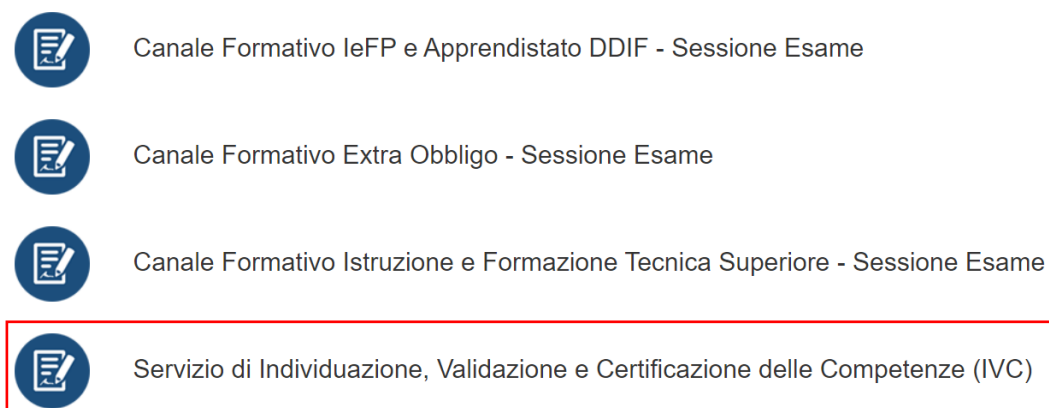 Canale Formativo IeFP e Apprendistato DDIF - Sessione Esame
Canale Formativo Extra Obbligo - Sessione Esame
Canale Formativo Istruzione e Formazione Tecnica Superiore - Sessione Esame
Servizio di Individuazione, Validazione e Certificazione delle Competenze (IVC)